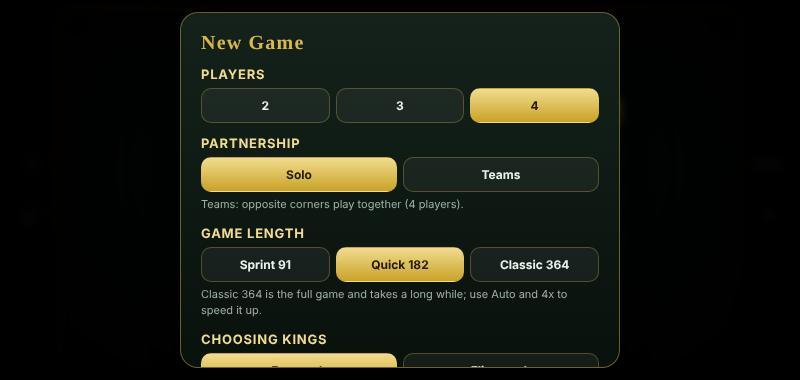 New Game
PLAYERS
2 3 4
PARTNERSHIP
Solo Teams
Teams: opposite corners play together (4 players).
GAME LENGTH
Sprint 91 Quick 182 Classic 364
Classic 364 is the full game and takes a long while; use Auto and 4x to
speed it up.
CHOOSING KINGS